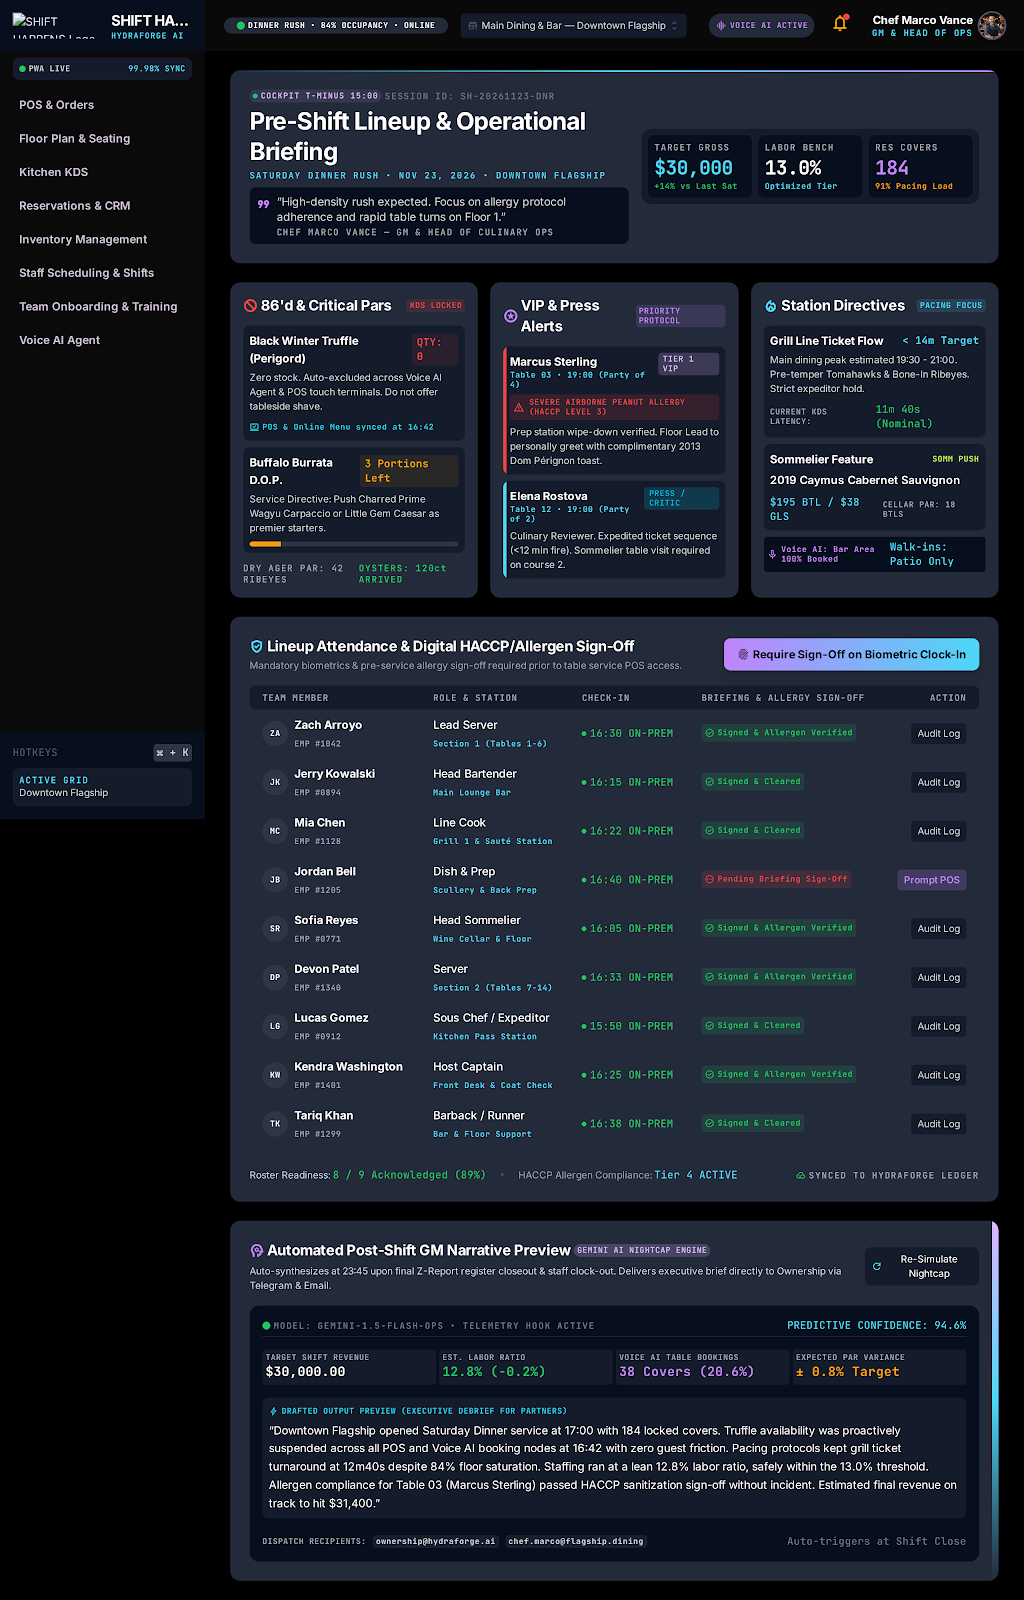 SHIFT
HAPPENS Logo
SHIFT HA...
HYDRAFORGE AI
DINNER RUSH • 84% OCCUPANCY • ONLINE
Main Dining & Bar — Downtown Flagship
VOICE AI ACTIVE
Chef Marco Vance
GM & HEAD OF OPS
PWA LIVE
99.98% SYNC
POS & Orders
Floor Plan & Seating
Kitchen KDS
Reservations & CRM
Inventory Management
Staff Scheduling & Shifts
Team Onboarding & Training
Voice AI Agent
HOTKEYS
⌘ + K
ACTIVE GRID
Downtown Flagship
COCKPIT T-MINUS 15:00
SESSION ID: SH-20261123-DNR
Pre-Shift Lineup & Operational
Briefing
SATURDAY DINNER RUSH • NOV 23, 2026 • DOWNTOWN FLAGSHIP
"High-density rush expected. Focus on allergy protocol
adherence and rapid table turns on Floor 1."
CHEF MARCO VANCE — GM & HEAD OF CULINARY OPS
TARGET GROSS
$30,000
+14% vs Last Sat
LABOR BENCH
13.0%
Optimized Tier
RES COVERS
184
91% Pacing Load
86'd & Critical Pars
KDS LOCKED
Black Winter Truffle
(Perigord)
QTY:
0
Zero stock. Auto-excluded across Voice AI
Agent & POS touch terminals. Do not offer
tableside shave.
POS & Online Menu synced at 16:42
Buffalo Burrata
D.O.P.
3 Portions
Left
Service Directive: Push Charred Prime
Wagyu Carpaccio or Little Gem Caesar as
premier starters.
DRY AGER PAR: 42
RIBEYES
OYSTERS: 120ct
ARRIVED
VIP & Press
Alerts
PRIORITY
PROTOCOL
Marcus Sterling
Table 03 • 19:00 (Party of
4)
TIER 1
VIP
SEVERE AIRBORNE PEANUT ALLERGY
(HACCP LEVEL 3)
Prep station wipe-down verified. Floor Lead to
personally greet with complimentary 2013
Dom Pérignon toast.
Elena Rostova
Table 12 • 19:00 (Party
of 2)
PRESS /
CRITIC
Culinary Reviewer. Expedited ticket sequence
(<12 min fire). Sommelier table visit required
on course 2.
Station Directives
PACING FOCUS
Grill Line Ticket Flow
< 14m Target
Main dining peak estimated 19:30 - 21:00.
Pre-temper Tomahawks & Bone-In Ribeyes.
Strict expeditor hold.
CURRENT KDS
LATENCY:
11m 40s
(Nominal)
Sommelier Feature
SOMM PUSH
2019 Caymus Cabernet Sauvignon
$195 BTL / $38
GLS
CELLAR PAR: 18
BTLS
Voice AI: Bar Area
100% Booked
Walk-ins:
Patio Only
Lineup Attendance & Digital HACCP/Allergen Sign-Off
Mandatory biometrics & pre-service allergy sign-off required prior to table service POS access.
Require Sign-Off on Biometric Clock-In
TEAM MEMBER ROLE & STATION CHECK-IN BRIEFING & ALLERGY SIGN-OFF ACTION
ZA Zach Arroyo Lead Server 16:30 ON-PREM Signed & Allergen Verified Audit Log
EMP #1042 Section 1 (Tables 1-6)
JK Jerry Kowalski Head Bartender 16:15 ON-PREM Signed & Cleared Audit Log
EMP #0894 Main Lounge Bar
MC Mia Chen Line Cook 16:22 ON-PREM Signed & Cleared Audit Log
EMP #1128 Grill 1 & Sauté Station
JB Jordan Bell Dish & Prep 16:40 ON-PREM Pending Briefing Sign-Off Prompt POS
EMP #1205 Scullery & Back Prep
SR Sofia Reyes Head Sommelier 16:05 ON-PREM Signed & Allergen Verified Audit Log
EMP #0771 Wine Cellar & Floor
DP Devon Patel Server 16:33 ON-PREM Signed & Allergen Verified Audit Log
EMP #1340 Section 2 (Tables 7-14)
LG Lucas Gomez Sous Chef / Expeditor 15:50 ON-PREM Signed & Cleared Audit Log
EMP #0912 Kitchen Pass Station
KW Kendra Washington Host Captain 16:25 ON-PREM Signed & Allergen Verified Audit Log
EMP #1401 Front Desk & Coat Check
TK Tariq Khan Barback / Runner 16:38 ON-PREM Signed & Cleared Audit Log
EMP #1299 Bar & Floor Support
Roster Readiness: 8 / 9 Acknowledged (89%) • HACCP Allergen Compliance: Tier 4 ACTIVE
SYNCED TO HYDRAFORGE LEDGER
Automated Post-Shift GM Narrative Preview
GEMINI AI NIGHTCAP ENGINE
Auto-synthesizes at 23:45 upon final Z-Report register closeout & staff clock-out. Delivers executive brief directly to Ownership via
Telegram & Email.
Re-Simulate
Nightcap
MODEL: GEMINI-1.5-FLASH-OPS • TELEMETRY HOOK ACTIVE
PREDICTIVE CONFIDENCE: 94.6%
TARGET SHIFT REVENUE
$30,000.00
EST. LABOR RATIO
12.8% (-0.2%)
VOICE AI TABLE BOOKINGS
38 Covers (20.6%)
EXPECTED PAR VARIANCE
± 0.8% Target
DRAFTED OUTPUT PREVIEW (EXECUTIVE DEBRIEF FOR PARTNERS)
"Downtown Flagship opened Saturday Dinner service at 17:00 with 184 locked covers. Truffle availability was proactively
suspended across all POS and Voice AI booking nodes at 16:42 with zero guest friction. Pacing protocols kept grill ticket
turnaround at 12m40s despite 84% floor saturation. Staffing ran at a lean 12.8% labor ratio, safely within the 13.0% threshold.
Allergen compliance for Table 03 (Marcus Sterling) passed HACCP sanitization sign-off without incident. Estimated final revenue on
track to hit $31,400."
DISPATCH RECIPIENTS: ownership@hydraforge.ai chef.marco@flagship.dining
Auto-triggers at Shift Close